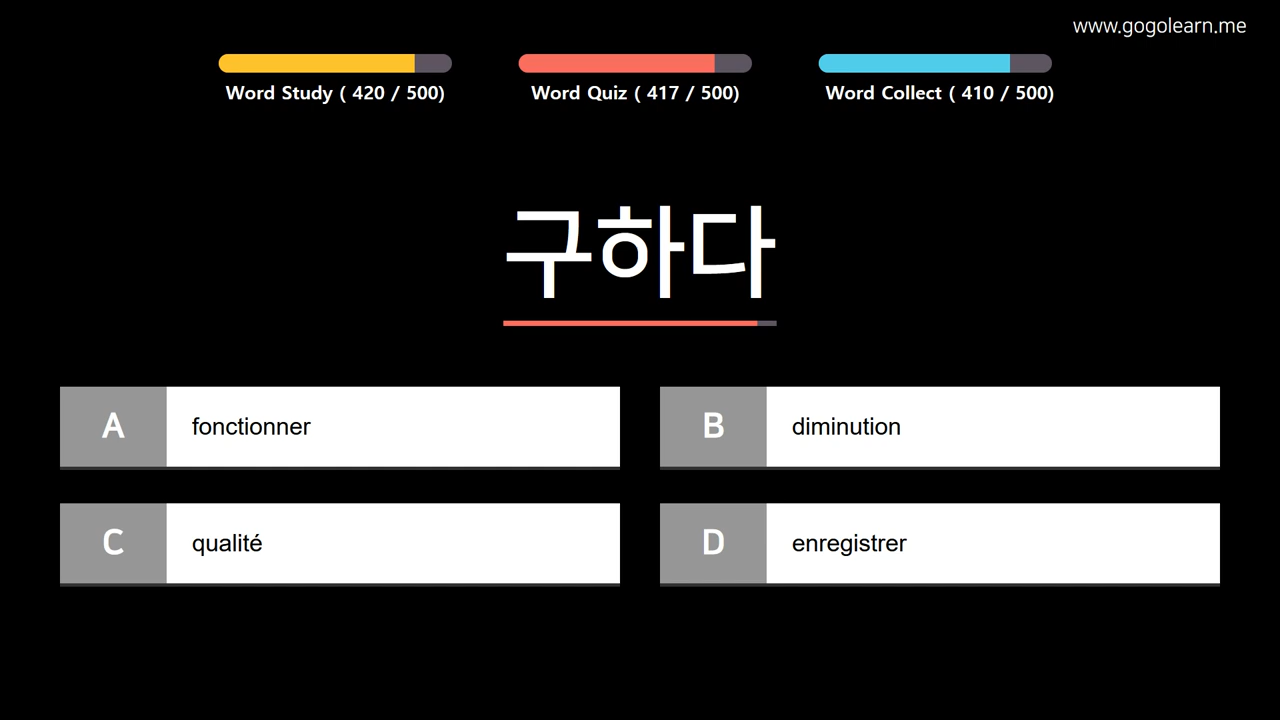 www.gogolearn.me
Word Study ( 420 / 500)
Word Quiz ( 417 / 500)
Word Collect ( 410 / 500)
구하다
A fonctionner
B diminution
C qualité
D enregistrer